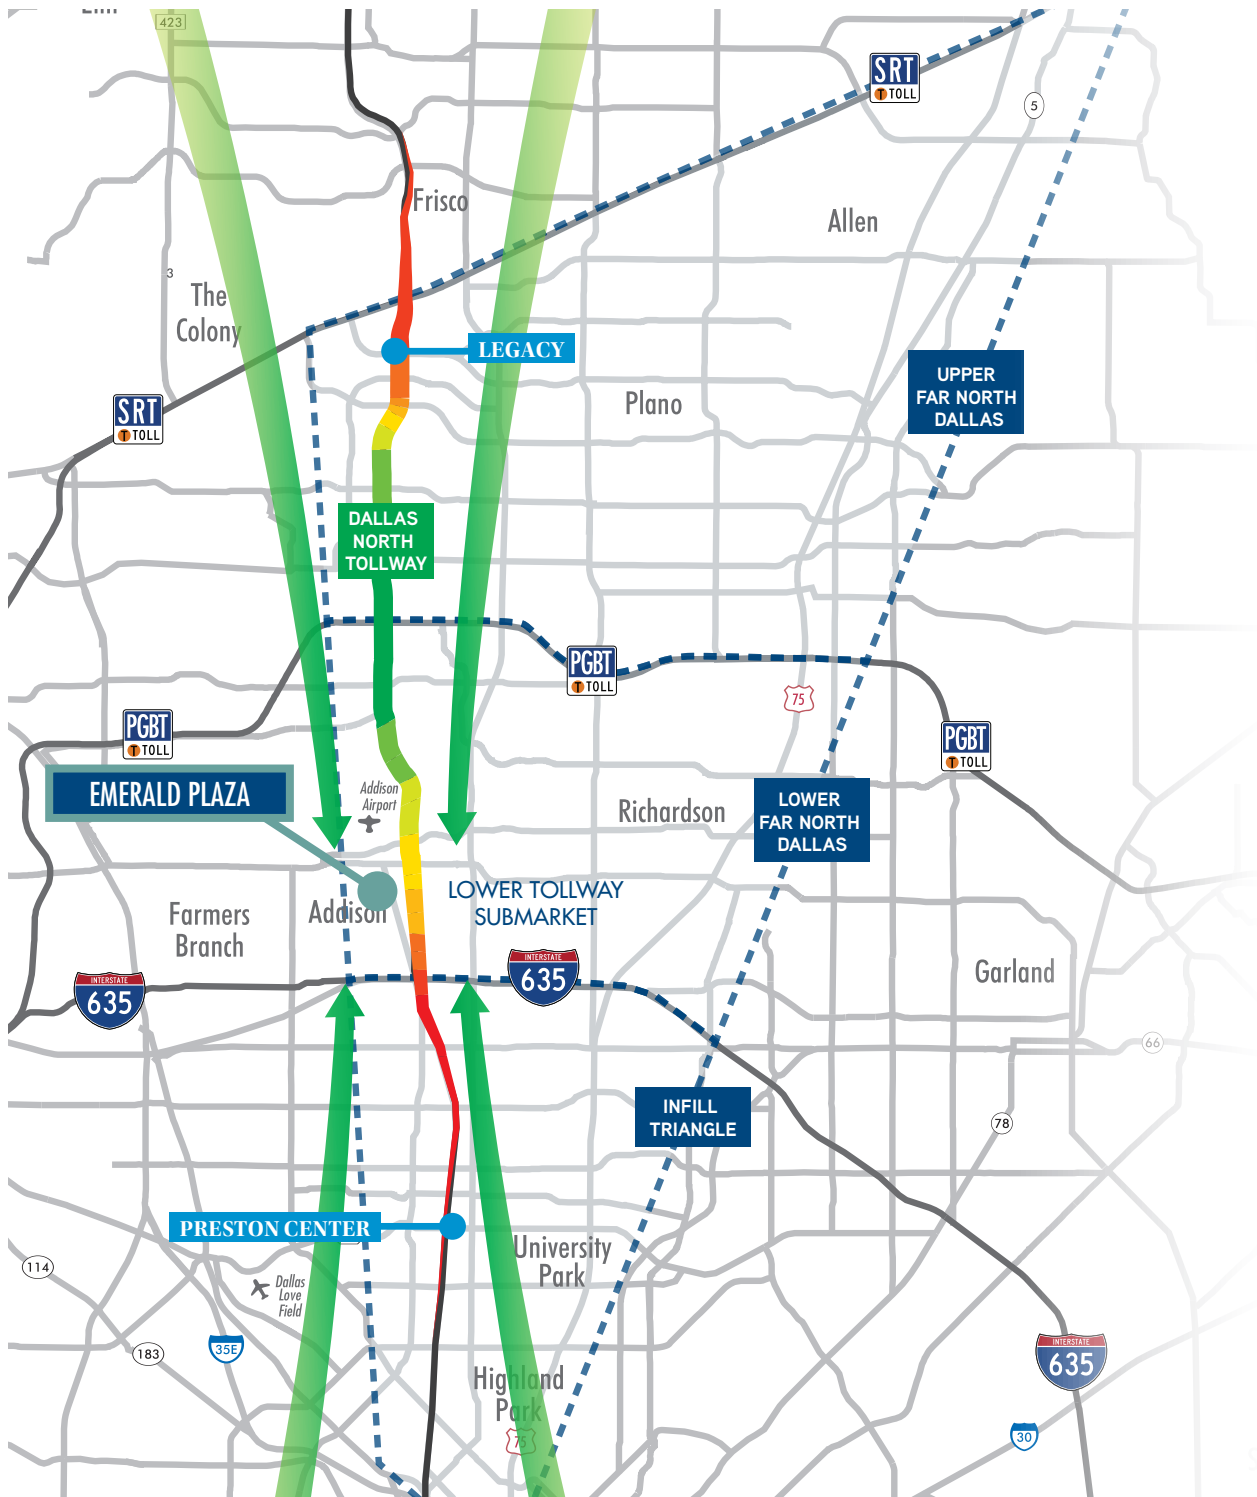 423
SRT
TOLL
5
Frisco
Allen
3
The
Colony
LEGACY
UPPER
FAR NORTH
DALLAS
Plano
SRT
TOLL
DALLAS
NORTH
TOLLWAY
PGBT
TOLL
75
PGBT
TOLL
PGBT
TOLL
EMERALD PLAZA
Addison
Airport
Richardson
LOWER
FAR NORTH
DALLAS
LOWER TOLLWAY
SUBMARKET
Farmers
Branch
Addison
INTERSTATE
635
INTERSTATE
635
Garland
66
INFILL
TRIANGLE
78
PRESTON CENTER
University
Park
114
Dallas
Love
Field
35E
183
INTERSTATE
635
Highland
Park
75
30